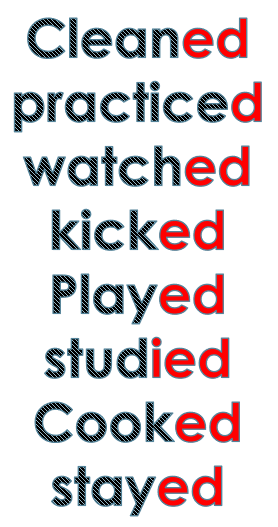 Cleaned
practiced
watched
kicked
Played
studied
Cooked
stayed